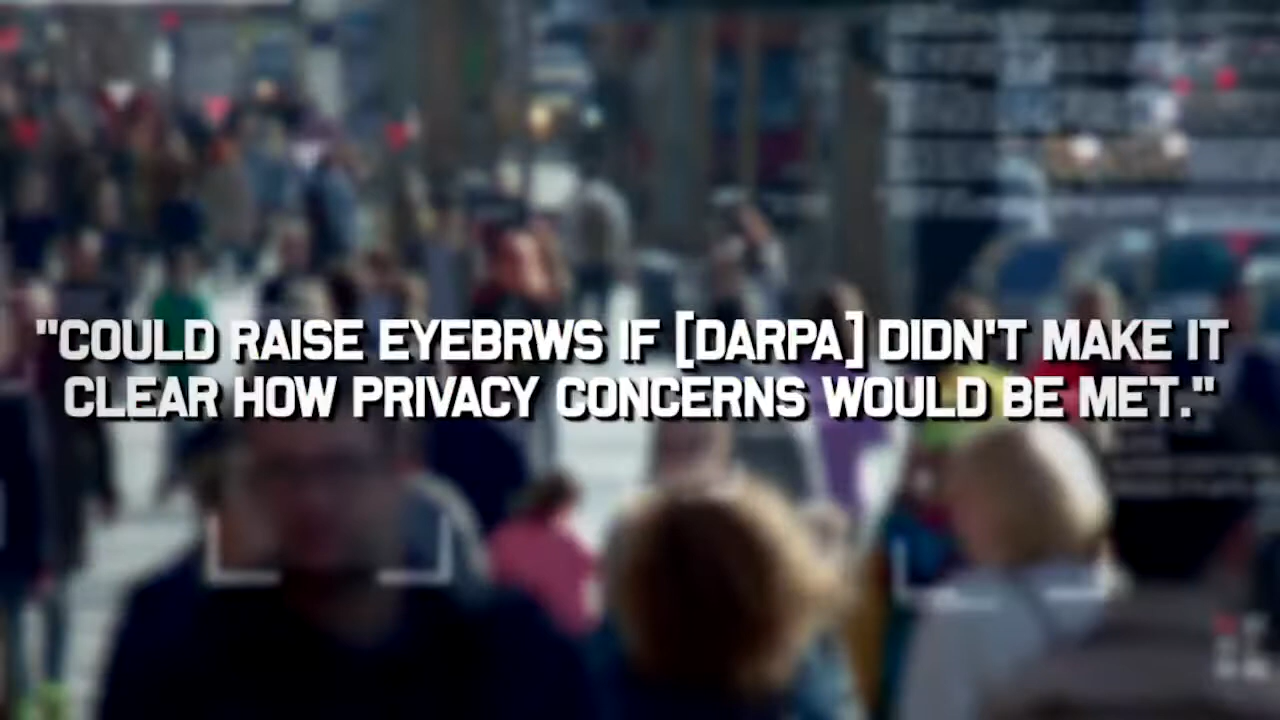 "COULD RAISE EYEBRWS IF [DARPA] DIDN'T MAKE IT
CLEAR HOW PRIVACY CONCERNS WOULD BE MET."